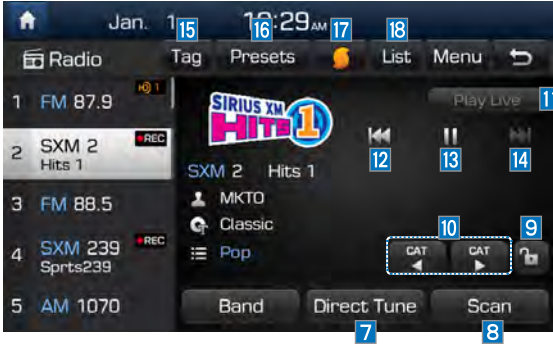 Jan. 1 10:29 AM
15 16 17 18
Radio Tag Presets List Menu
1 FM 87.9 HD) 1
SIRIUS XM
HITS 1
Play Live 11
2 SXM 2 REC
Hits 1
12 13 14
SXM 2 Hits 1
3 FM 88.5
MKTO
Classic
10 9
4 SXM 239 REC
Sprts239
Pop
CAT CAT
5 AM 1070
Band Direct Tune Scan
7 8